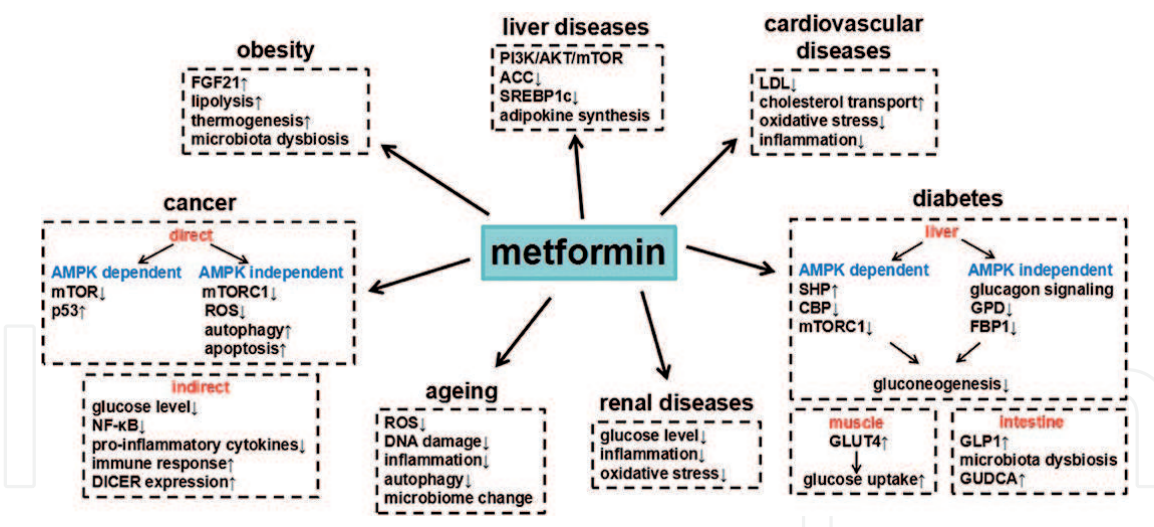 obesity
FGF21↑
lipolysis↑
thermogenesis↑
microbiota dysbiosis
liver diseases
PI3K/AKT/mTOR
ACC↓
SREBP1c↓
adipokine synthesis
cardiovascular
diseases
LDL↓
cholesterol transport↑
oxidative stress↓
inflammation↓
metformin
cancer
direct
AMPK dependent
mTOR↓
p53↑
AMPK independent
mTORC1↓
ROS↓
autophagy↑
apoptosis↑
indirect
glucose level↓
NF-κB↓
pro-inflammatory cytokines↓
immune response↑
DICER expression↑
ageing
ROS↓
DNA damage↓
inflammation↓
autophagy↓
microbiome change
renal diseases
glucose level↓
inflammation↓
oxidative stress↓
diabetes
liver
AMPK dependent
SHP↑
CBP↓
mTORC1↓
AMPK independent
glucagon signaling
GPD↓
FBP1↓
gluconeogenesis↓
muscle
GLUT4↑
glucose uptake↑
intestine
GLP1↑
microbiota dysbiosis
GUDCA↑